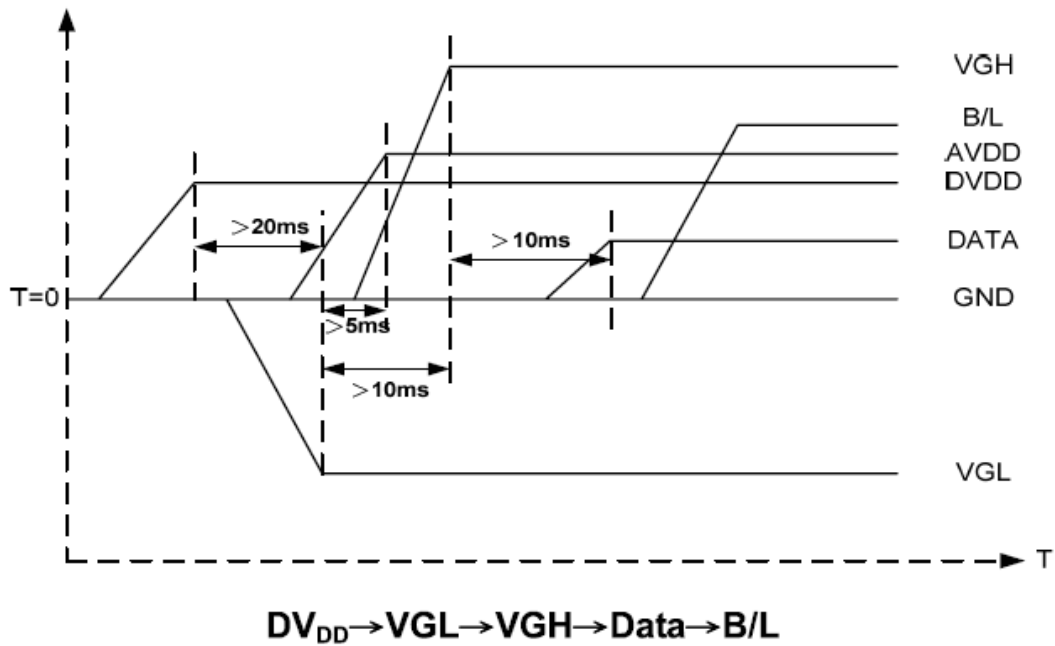 VGH
B/L
AVDD
DVDD
>20ms
>10ms
DATA
T=0
GND
>5ms
>10ms
VGL
T
DVDD→VGL→VGH→Data→B/L